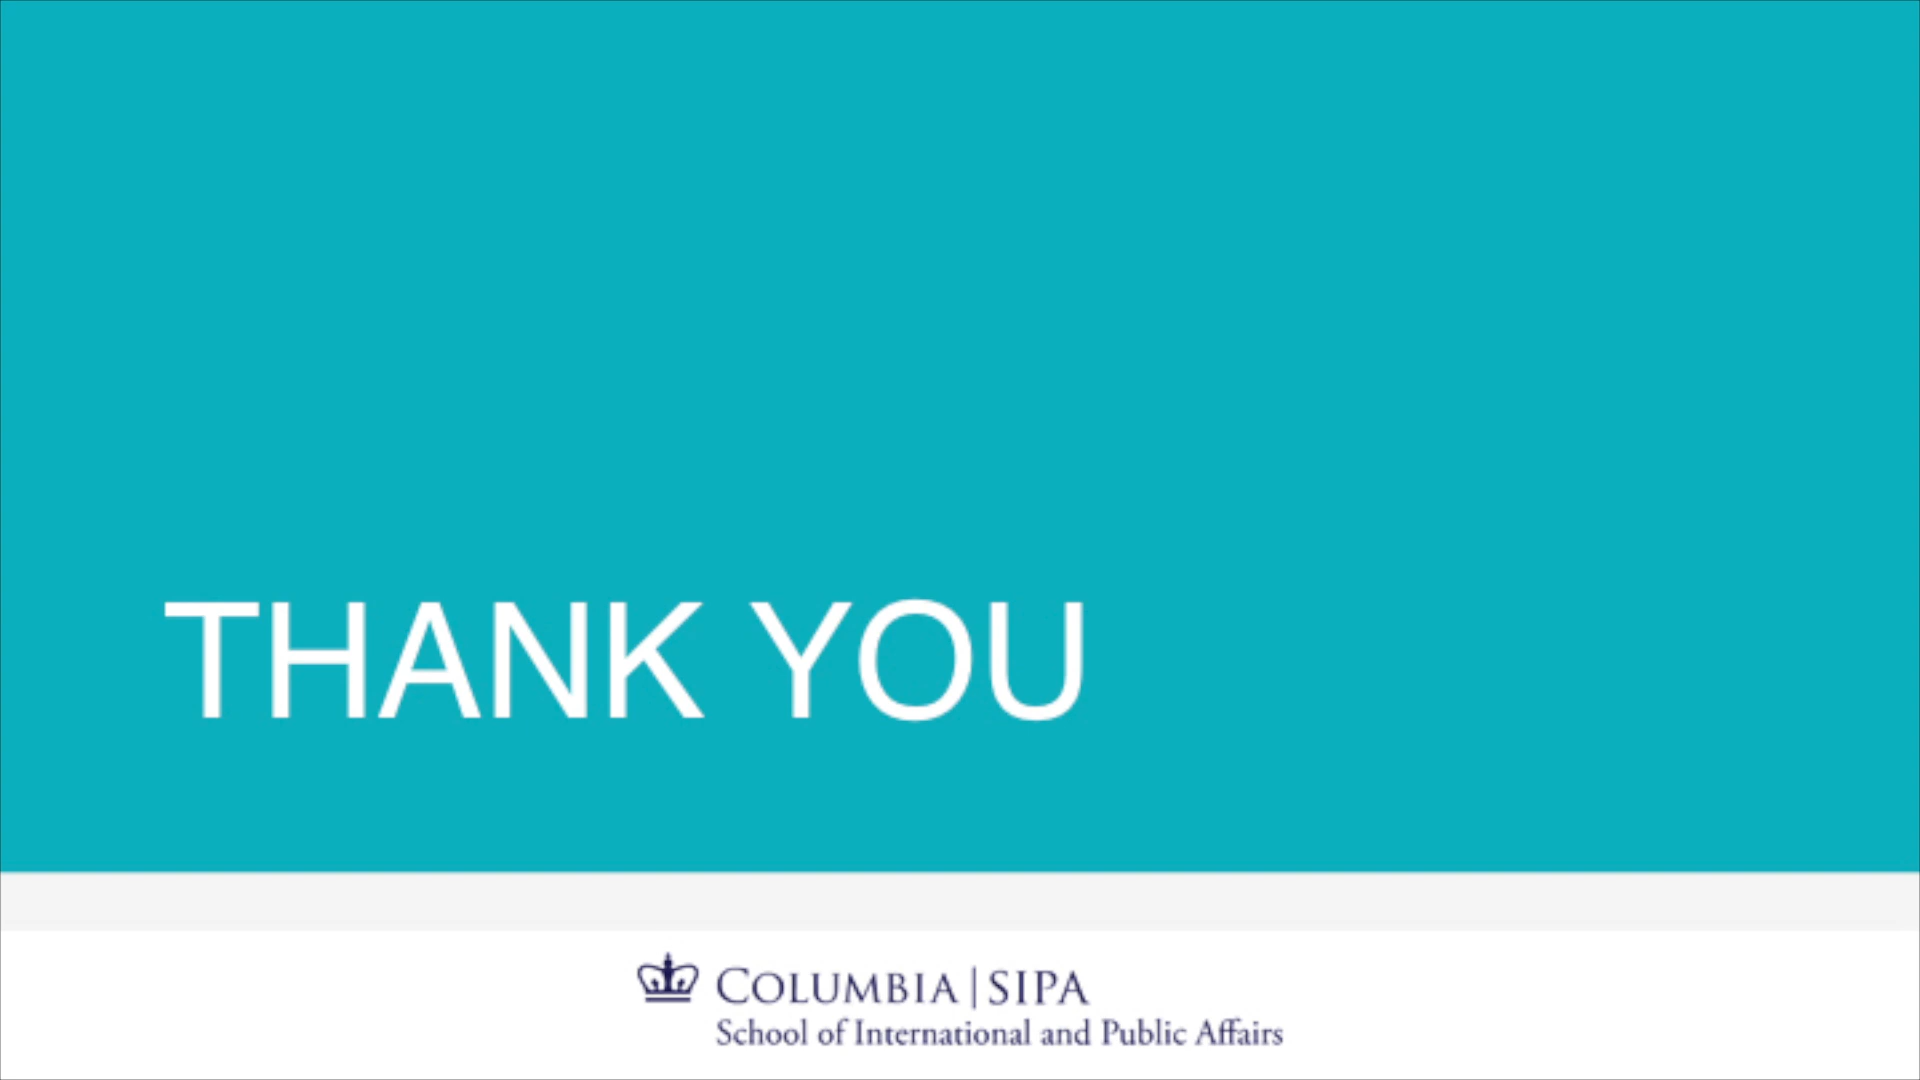 THANK YOU
COLUMBIA | SIPA
School of International and Public Affairs